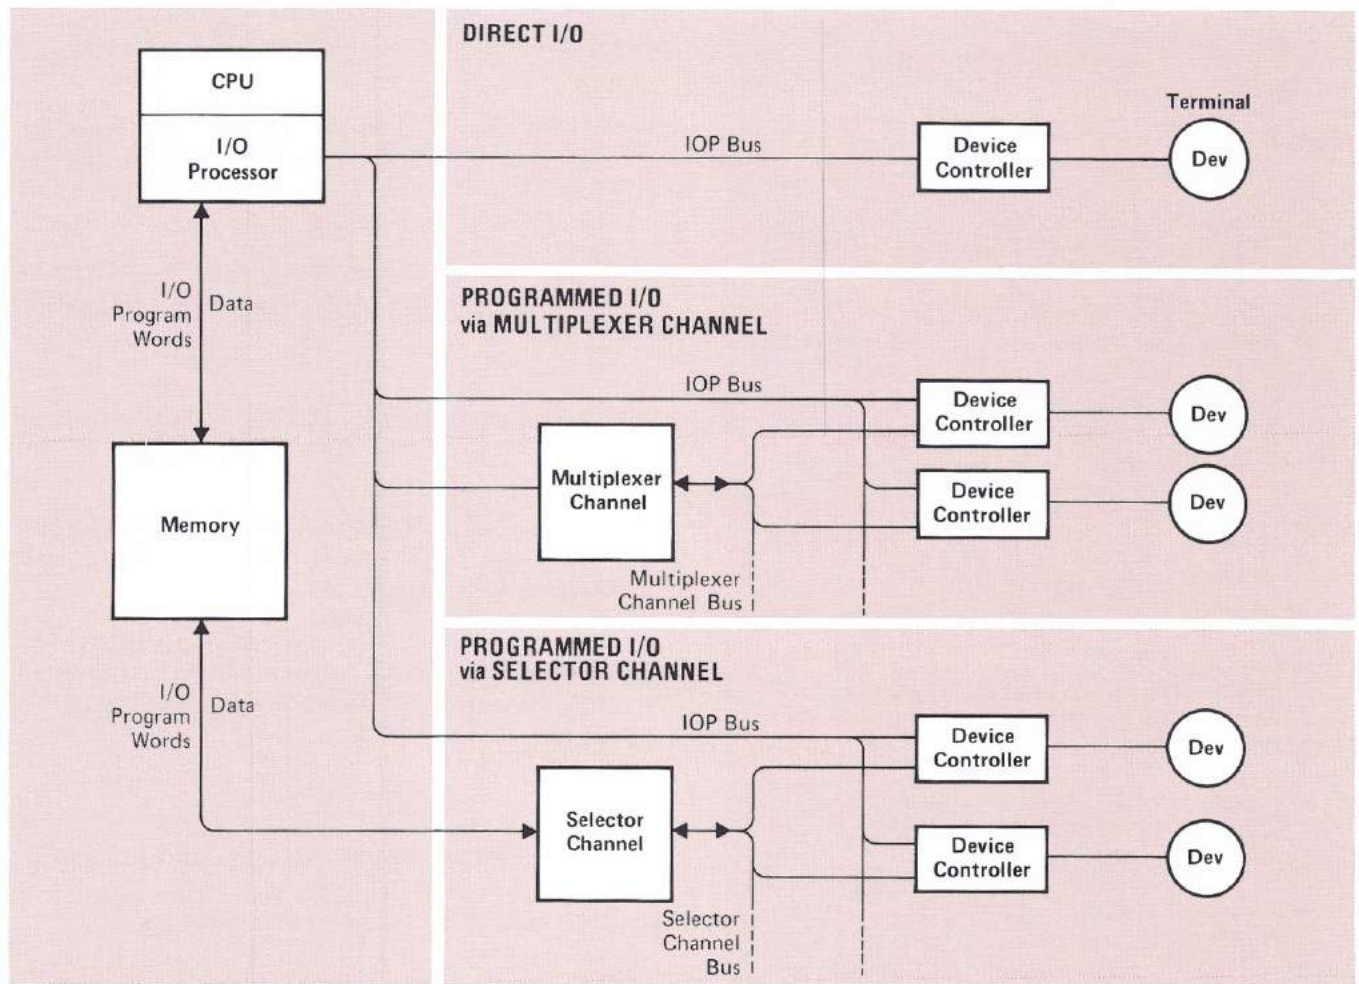 CPU
I/O
Processor
I/O
Program
Words
Data
Memory
I/O
Program
Words
Data
DIRECT I/O
IOP Bus
Device
Controller
Terminal
Dev
PROGRAMMED I/O
via MULTIPLEXER CHANNEL
IOP Bus
Device
Controller
Dev
Multiplexer
Channel
Device
Controller
Dev
Multiplexer
Channel Bus
PROGRAMMED I/O
via SELECTOR CHANNEL
IOP Bus
Device
Controller
Dev
Selector
Channel
Device
Controller
Dev
Selector
Channel
Bus